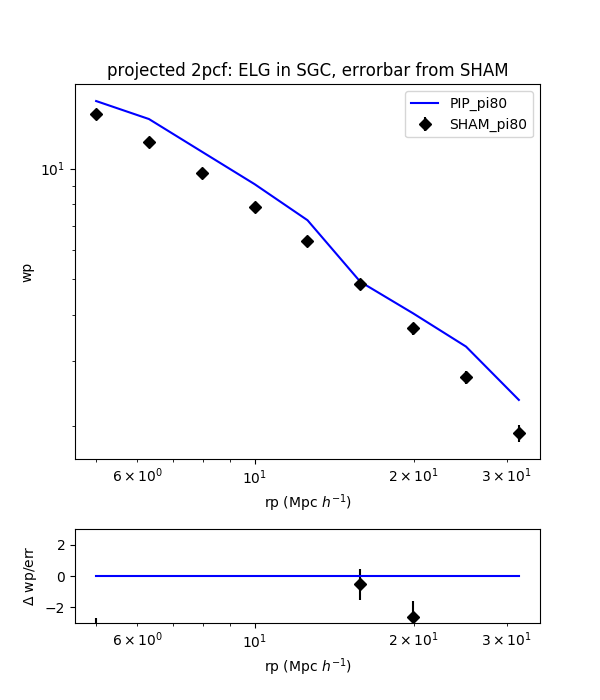 projected 2pcf: ELG in SGC, errorbar from SHAM
PIP_pi80
SHAM_pi80
wp
10¹
6 × 10⁰ 10¹ 2 × 10¹ 3 × 10¹
rp (Mpc h⁻¹)
Δ wp/err
2
0
−2
6 × 10⁰ 10¹ 2 × 10¹ 3 × 10¹
rp (Mpc h⁻¹)